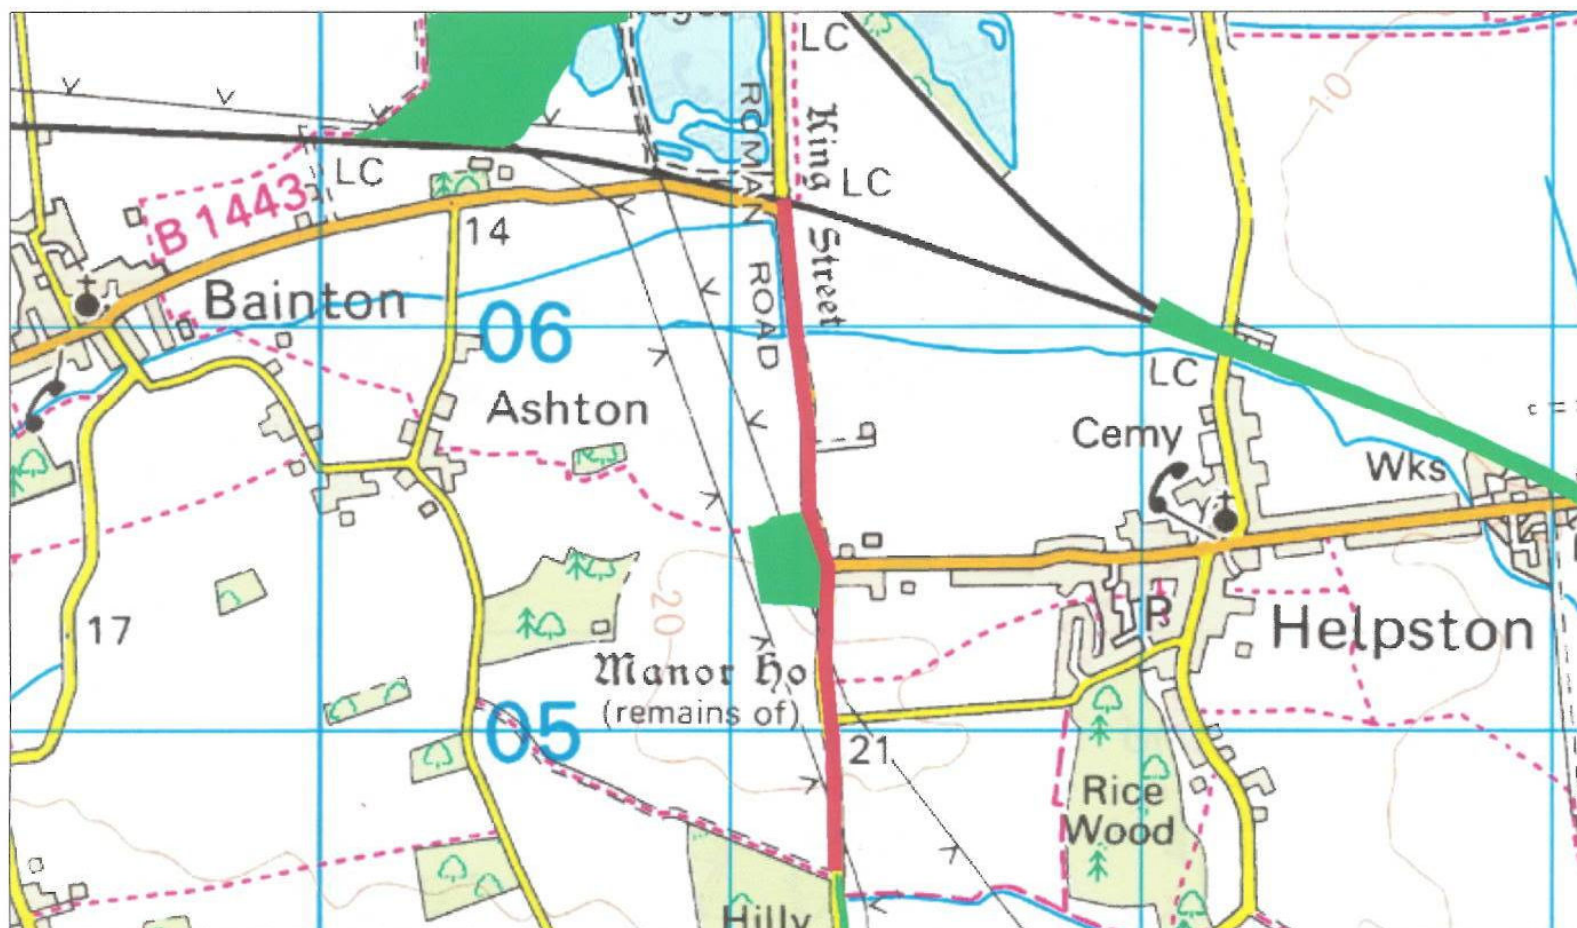 LC
10
ROMAN ROAD
King Street
LC
LC
B 1443
14
Bainton
06
LC
Ashton
Cemy
Wks
17
20
P
Helpston
Manor Ho
(remains of)
05
21
Rice
Wood
Hilly